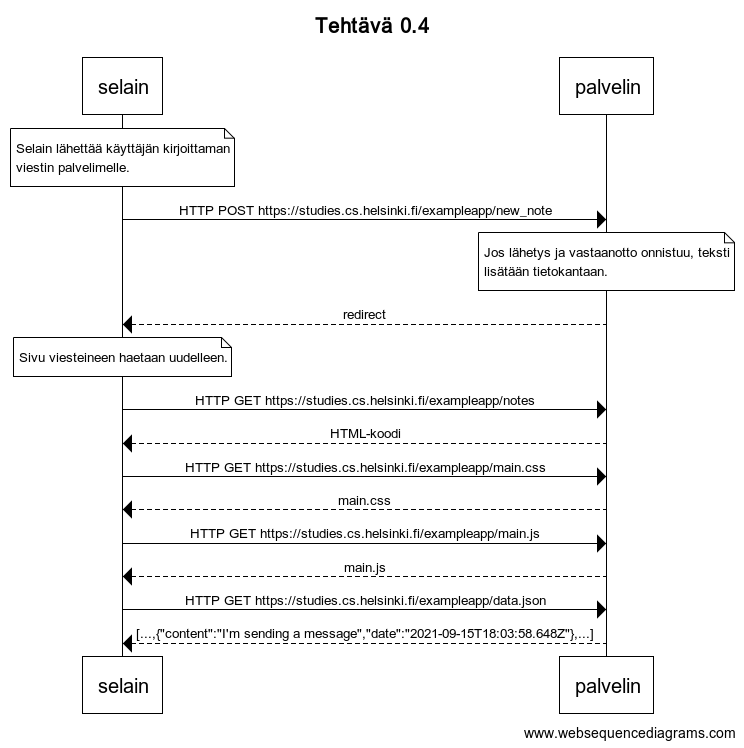 Tehtävä 0.4
selain
palvelin
Selain lähettää käyttäjän kirjoittaman
viestin palvelimelle.
HTTP POST https://studies.cs.helsinki.fi/exampleapp/new_note
Jos lähetys ja vastaanotto onnistuu, teksti
lisätään tietokantaan.
redirect
Sivu viesteineen haetaan uudelleen.
HTTP GET https://studies.cs.helsinki.fi/exampleapp/notes
HTML-koodi
HTTP GET https://studies.cs.helsinki.fi/exampleapp/main.css
main.css
HTTP GET https://studies.cs.helsinki.fi/exampleapp/main.js
main.js
HTTP GET https://studies.cs.helsinki.fi/exampleapp/data.json
[...,{"content":"I'm sending a message","date":"2021-09-15T18:03:58.648Z"},...]
selain
palvelin
www.websequencediagrams.com